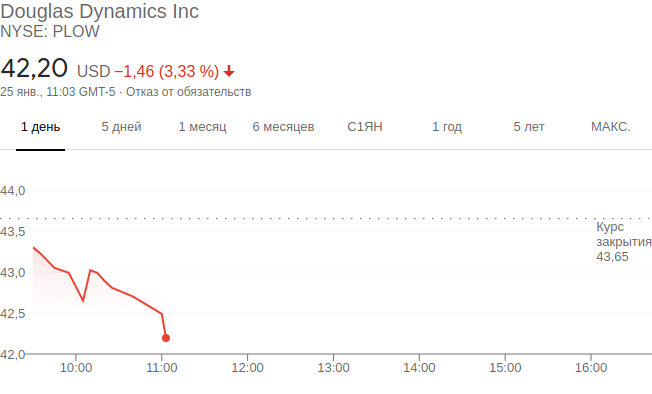 Douglas Dynamics Inc
NYSE: PLOW
42,20 USD −1,46 (3,33 %)
25 янв., 11:03 GMT-5 · Отказ от обязательств
1 день 5 дней 1 месяц 6 месяцев С1ЯН 1 год 5 лет МАКС.
44,0
Курс
43,5
закрытия
43,65
43,0
42,5
42,0
10:00 11:00 12:00 13:00 14:00 15:00 16:00